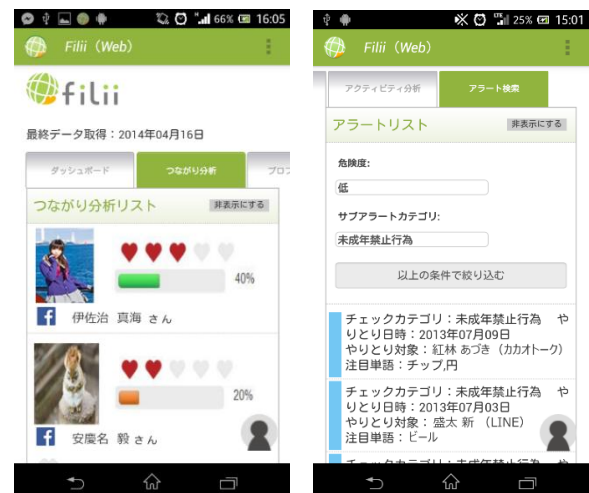 66% 16:05
Filii（Web）
filii
最終データ取得：2014年04月16日
ダッシュボード つながり分析 プロフ
つながり分析リスト 非表示にする
40%
伊佐治 真海 さん
20%
安慶名 毅 さん
LTE 25% 15:01
Filii（Web）
アクティビティ分析 アラート検索
アラートリスト 非表示にする
危険度:
低
サブアラートカテゴリ:
未成年禁止行為
以上の条件で絞り込む
チェックカテゴリ：未成年禁止行為 や
りとり日時：2013年07月09日
やりとり対象：紅林 あづき（カカオトーク）
注目単語：チップ,円
チェックカテゴリ：未成年禁止行為 や
りとり日時：2013年07月03日
やりとり対象：盛太 新 （LINE）
注目単語：ビール